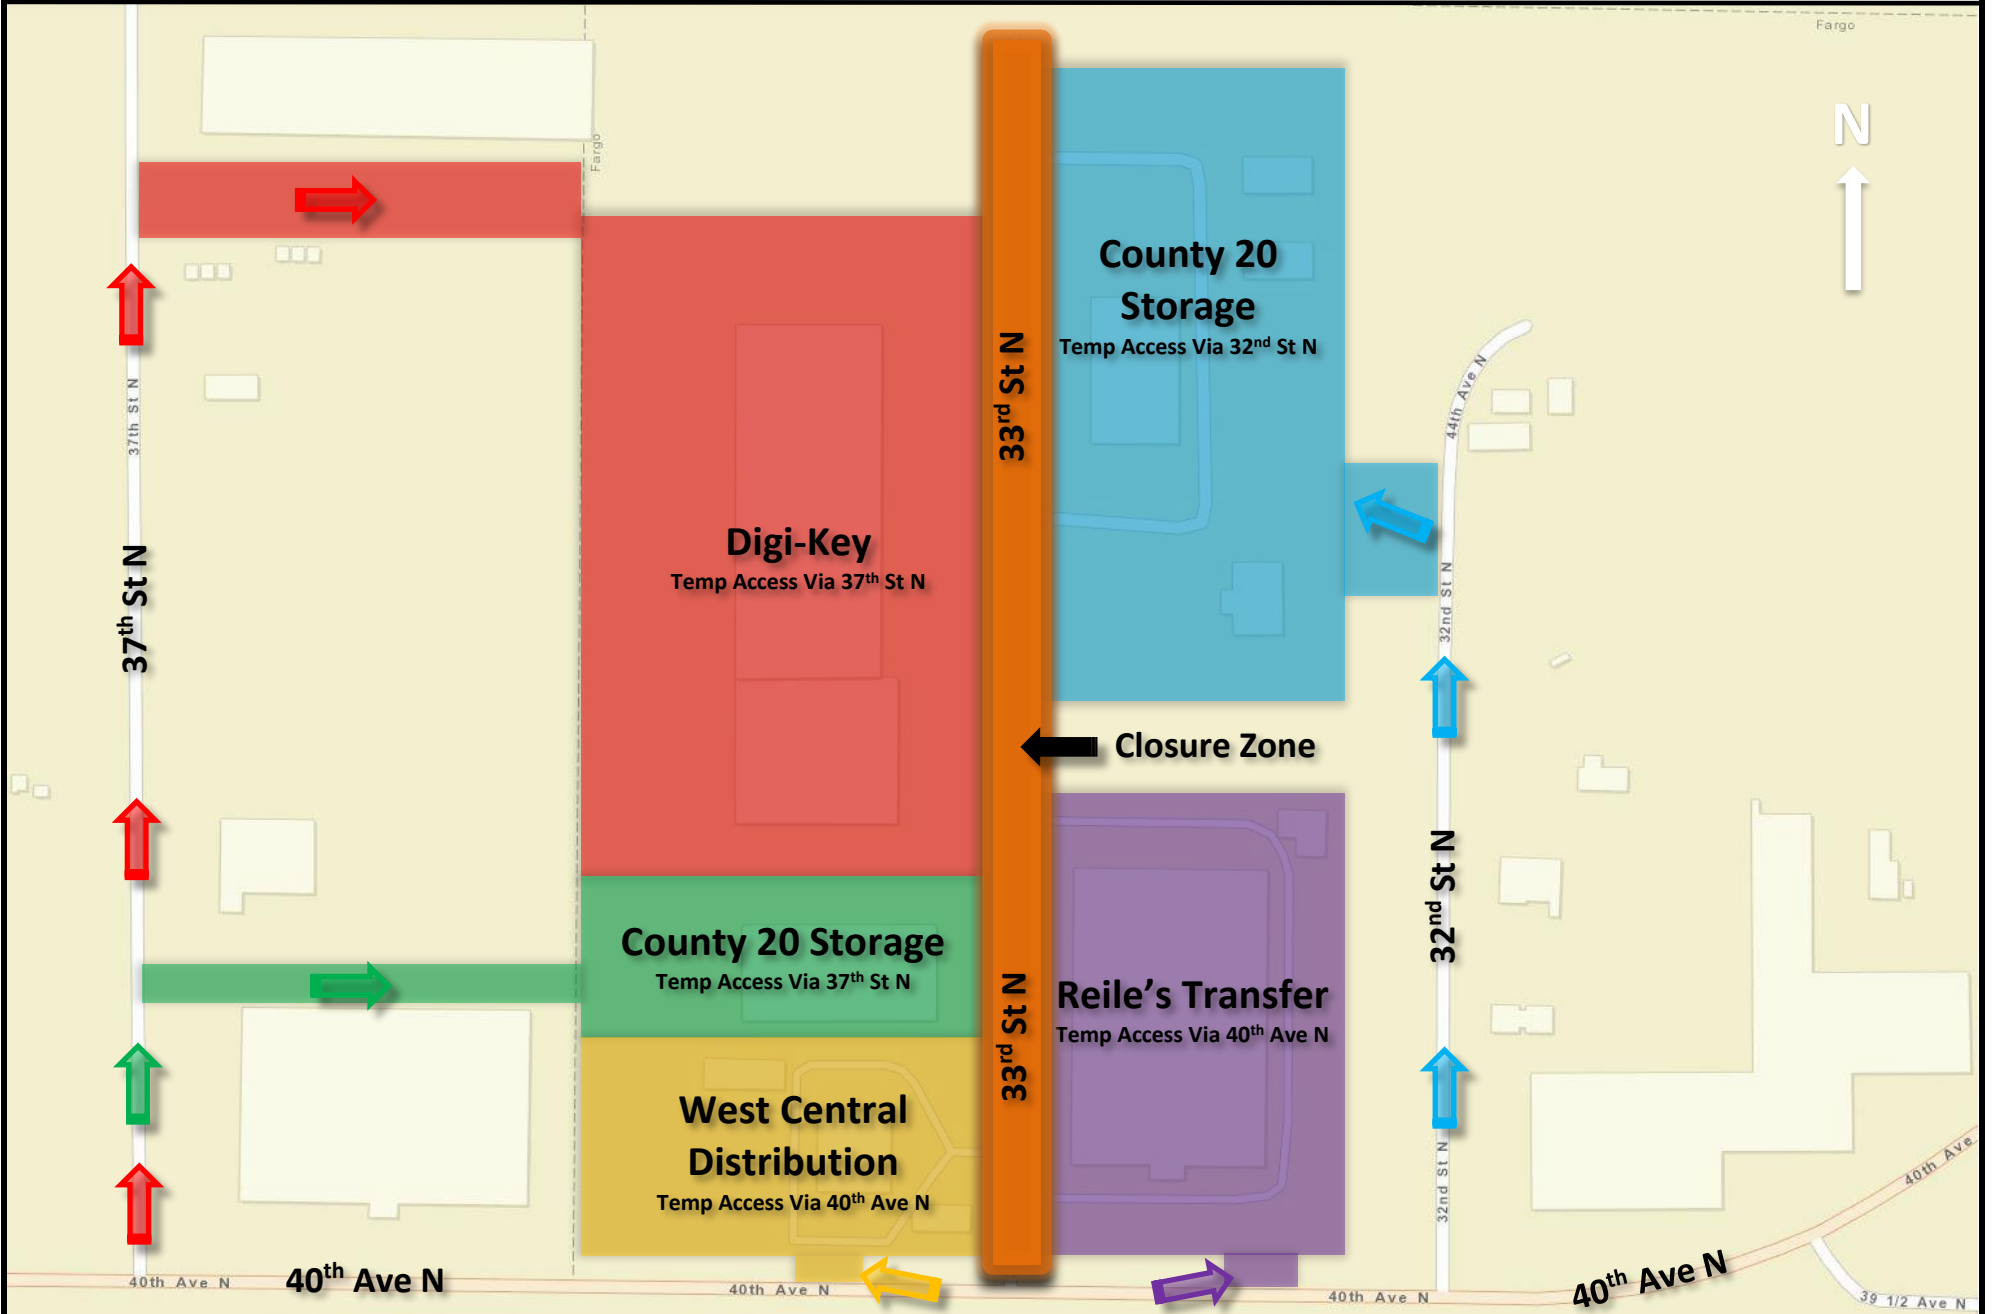 Fargo
N
Fargo
County 20
Storage
Temp Access Via 32nd St N
33rd St N
44th Ave N
37th St N
Digi-Key
Temp Access Via 37th St N
37th St N
32nd St N
Closure Zone
32nd St N
County 20 Storage
Temp Access Via 37th St N
33rd St N
Reile’s Transfer
Temp Access Via 40th Ave N
West Central
Distribution
Temp Access Via 40th Ave N
32nd St N
40th Ave
40th Ave N
40th Ave N
40th Ave N
40th Ave N
40th Ave N
39 1/2 Ave N